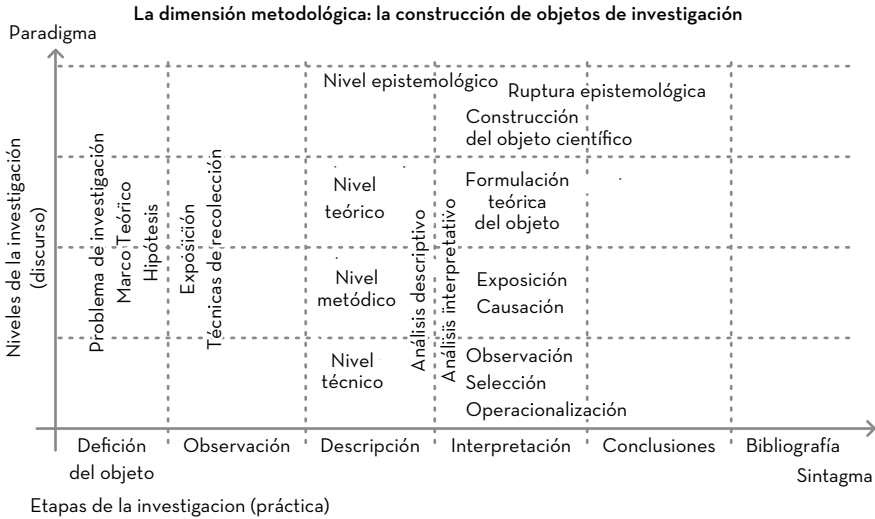 La dimensión metodológica: la construcción de objetos de investigación
Paradigma
Niveles de la investigación
(discurso)
Problema de investigación
Marco Teórico
Hipótesis
Exposición
Técnicas de recolección
Nivel epistemológico
Nivel
teórico
Nivel
metódico
Nivel
técnico
Análisis descriptivo
Análisis interpretativo
Ruptura epistemológica
Construcción
del objeto científico
Formulación
teórica
del objeto
Exposición
Causación
Observación
Selección
Operacionalización
Defición
del objeto
Observación
Descripción
Interpretación
Conclusiones
Bibliografía
Sintagma
Etapas de la investigacion (práctica)